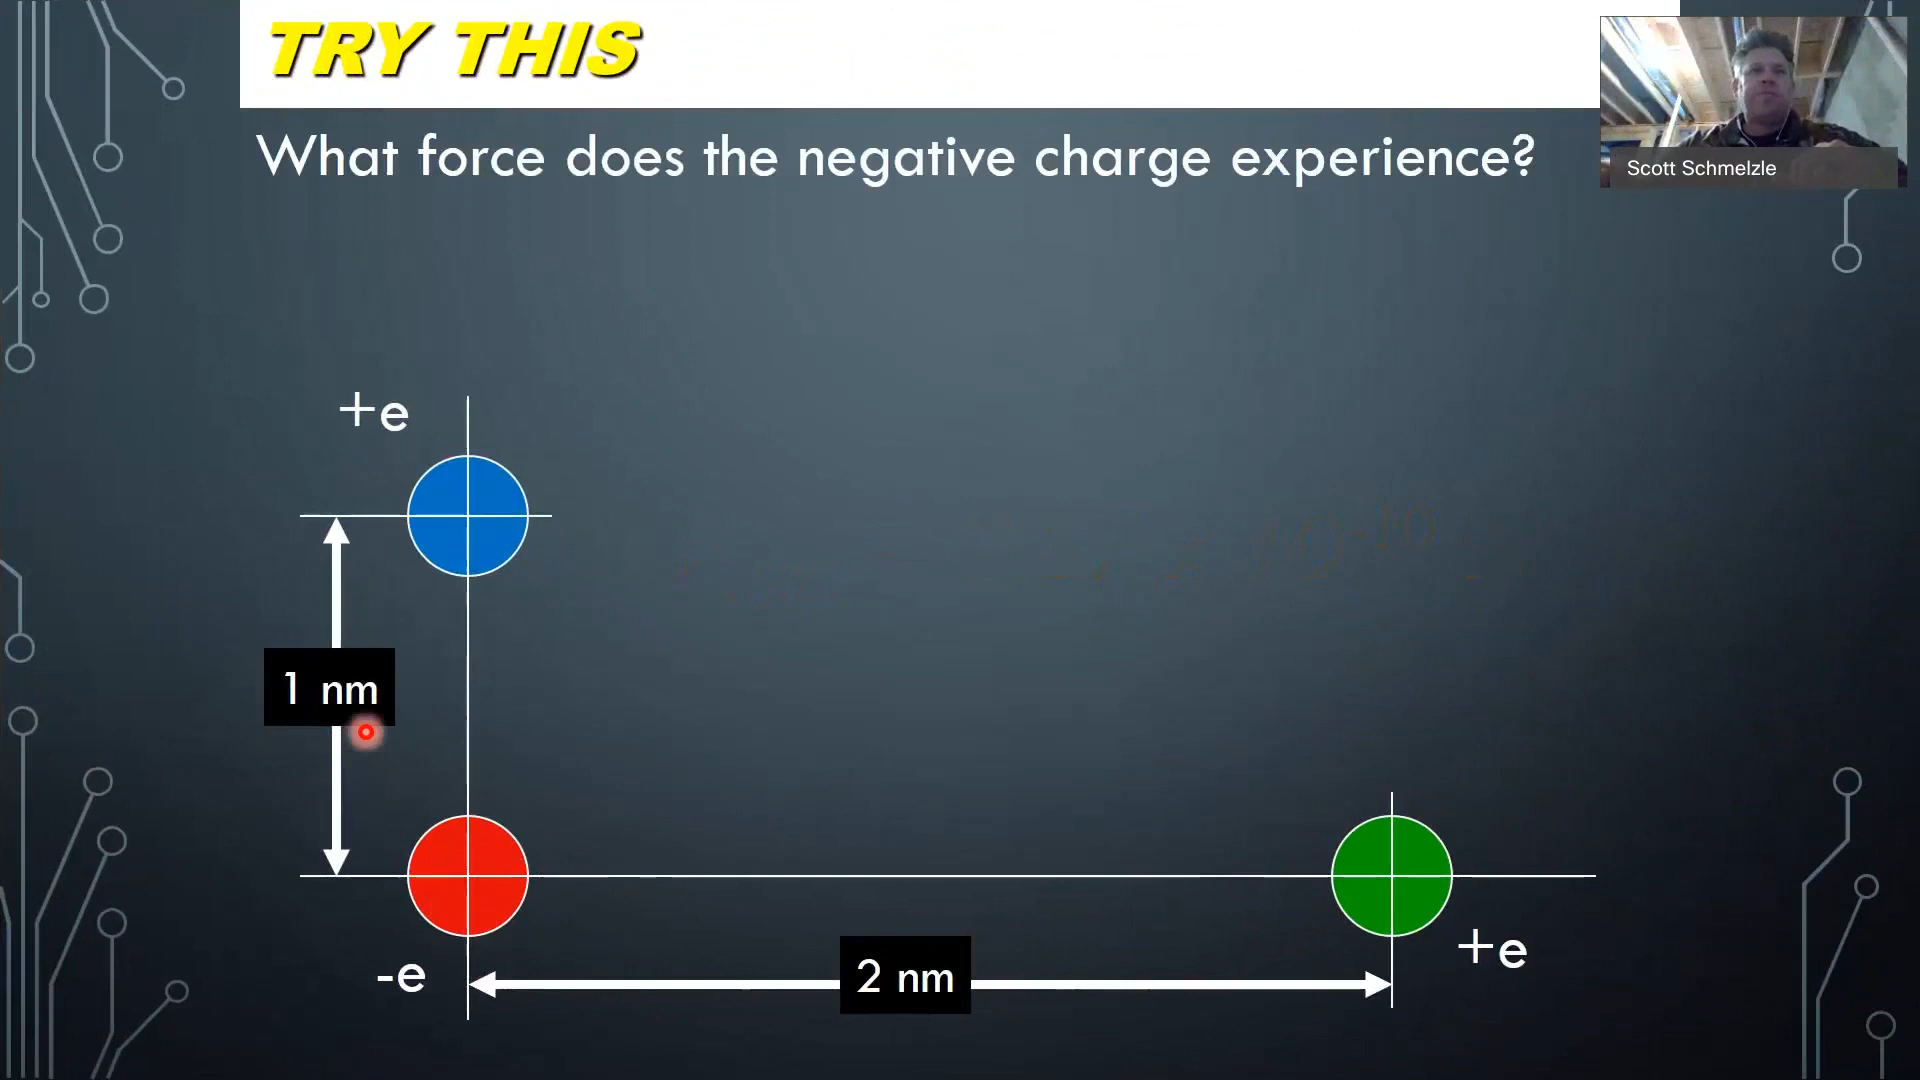 TRY THIS
Scott Schmelzle
What force does the negative charge experience?
+e
1 nm
-e
2 nm
+e